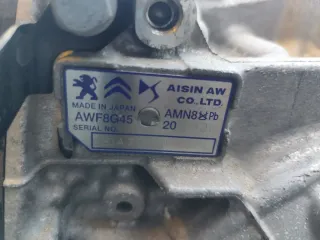 AISIN AW
CO.,LTD.
MADE IN JAPAN
AWF8G45 AMN8
SERIAL NO. 20